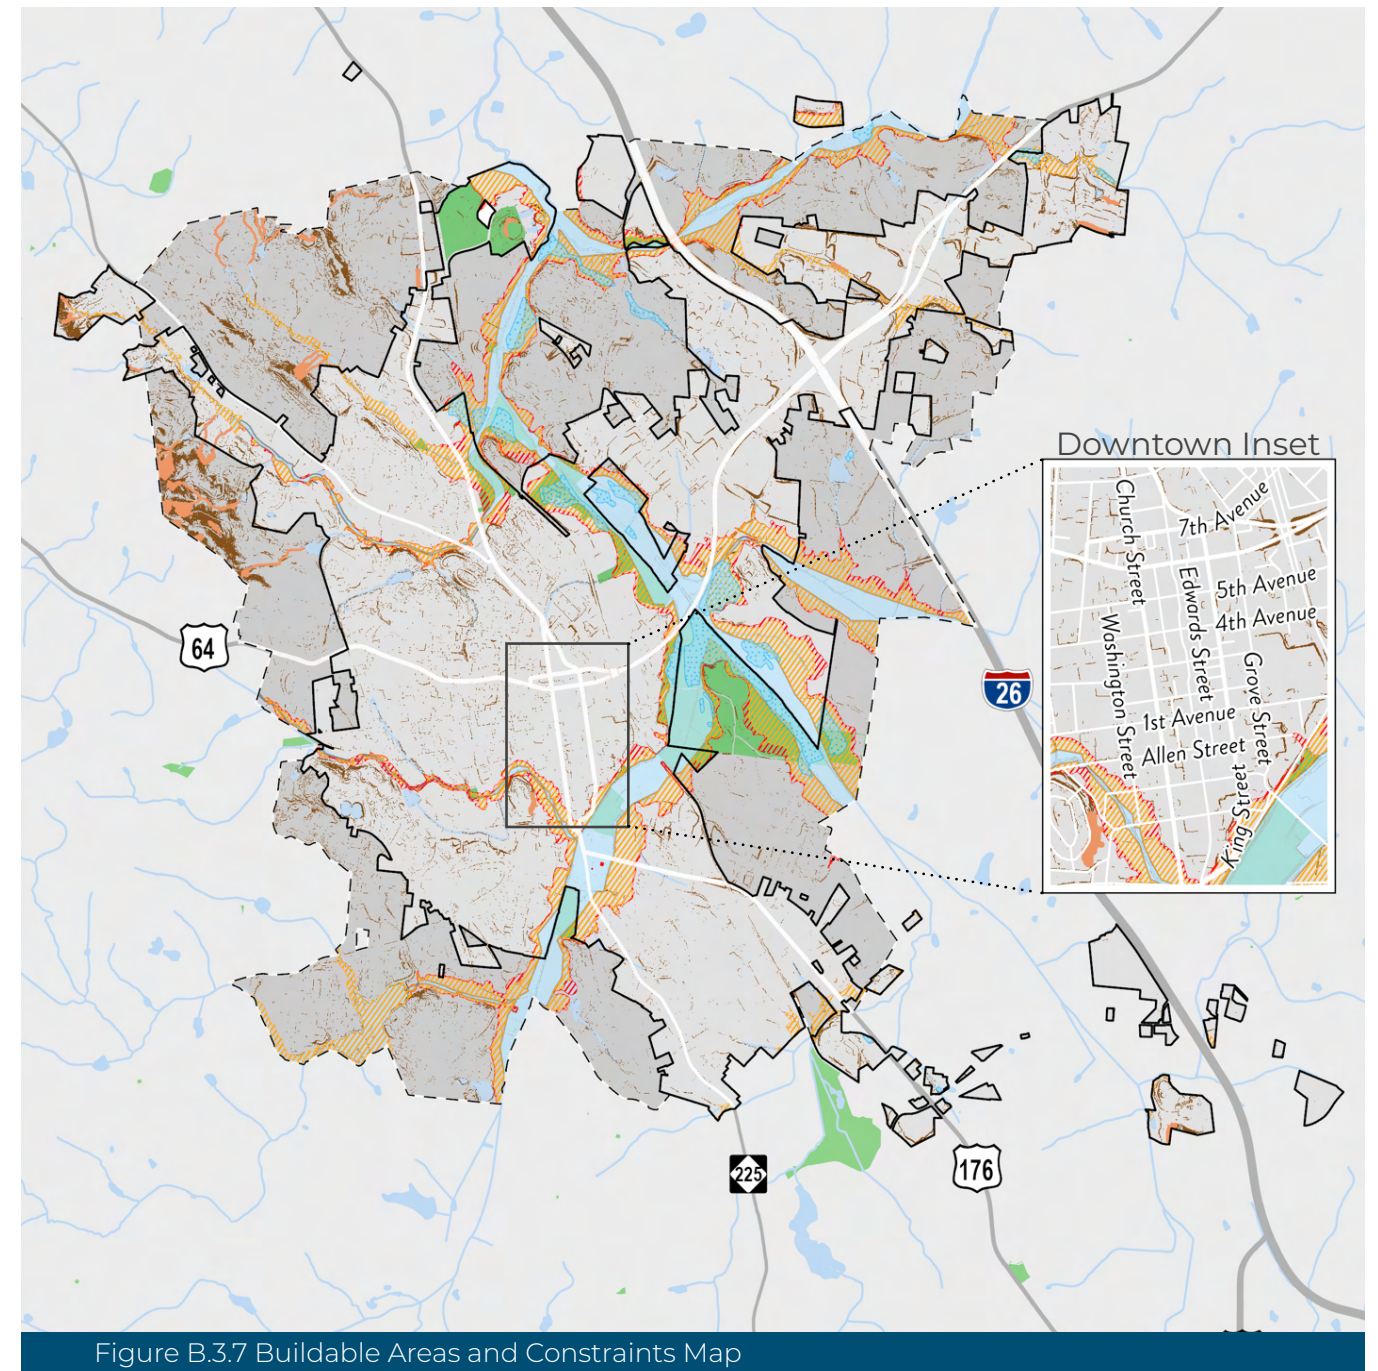 Downtown Inset
Church Street
7th Avenue
Edwards Street
5th Avenue
4th Avenue
Washington Street
Grove Street
1st Avenue
Allen Street
King Street
64
26
225
176
Figure B.3.7 Buildable Areas and Constraints Map